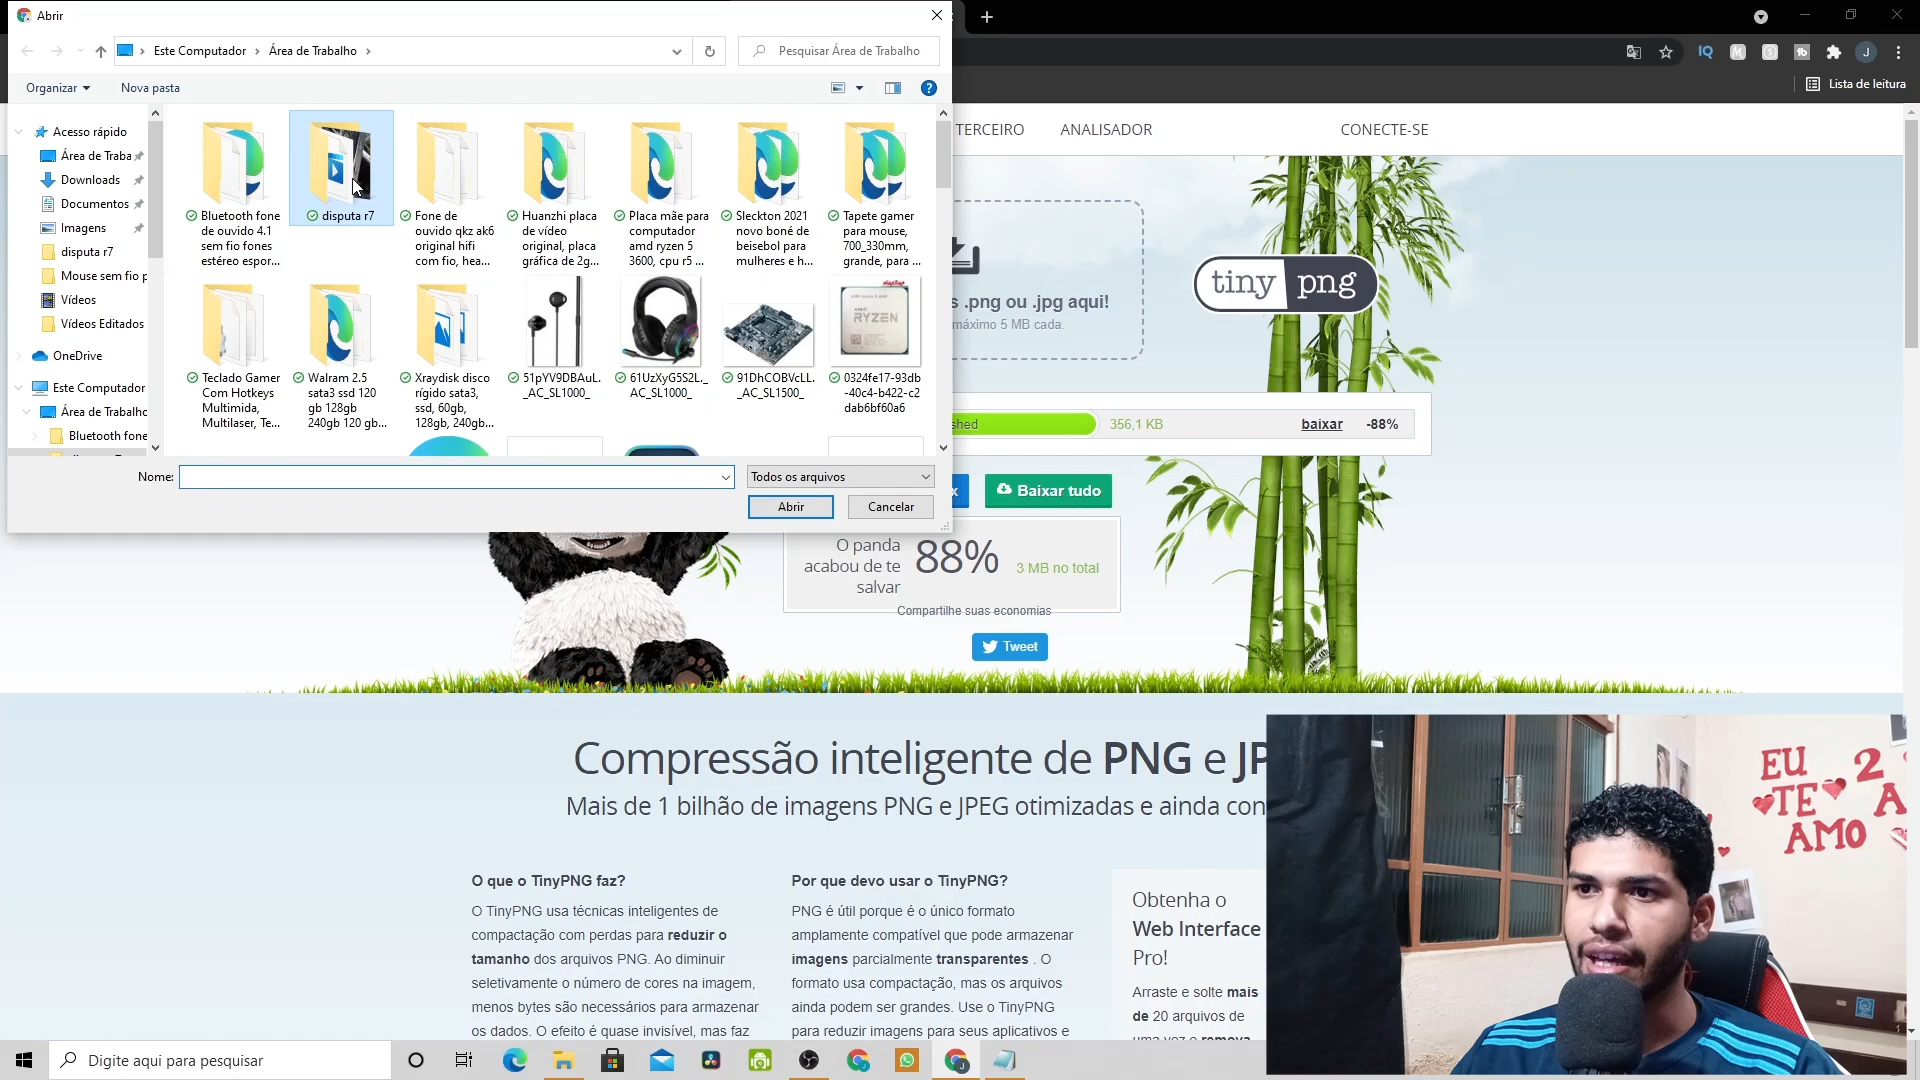 Abrir
Este Computador > Área de Trabalho >
Pesquisar Área de Trabalho
Organizar
Nova pasta
IQ
J
Lista de leitura
Acesso rápido
Área de Traba
Downloads
Documentos
Imagens
disputa r7
Mouse sem fio p
Vídeos
Vídeos Editados
OneDrive
Este Computador
Área de Trabalho
Bluetooth fone
Bluetooth fone
de ouvido 4.1
sem fio fones
estéreo espor...
disputa r7
Fone de
ouvido qkz ak6
original hifi
com fio, hea...
Huanzhi placa
de vídeo
original, placa
gráfica de 2g...
Placa mãe para
computador
amd ryzen 5
3600, cpu r5 ...
Sleckton 2021
novo boné de
beisebol para
mulheres e h...
Tapete gamer
para mouse,
700_330mm,
grande, para ...
Teclado Gamer
Com Hotkeys
Multimida,
Multilaser, Te...
Walram 2.5
sata3 ssd 120
gb 128gb
240gb 120 gb...
Xraydisk disco
rígido sata3,
ssd, 60gb,
128gb, 240gb...
51pYV9DBAuL.
_AC_SL1000_
61UzXyG5S2L._
AC_SL1000_
91DhCOBVcLL.
_AC_SL1500_
RYZEN
0324fe17-93db
-40c4-b422-c2
dab6bf60a6
Nome:
Todos os arquivos
Abrir
Cancelar
TERCEIRO
ANALISADOR
CONECTE-SE
s .png ou .jpg aqui!
máximo 5 MB cada.
tiny png
shed
356,1 KB
baixar
-88%
x
Baixar tudo
O panda
acabou de te
salvar
88%
3 MB no total
Compartilhe suas economias
Tweet
Compressão inteligente de PNG e JP
Mais de 1 bilhão de imagens PNG e JPEG otimizadas e ainda con
O que o TinyPNG faz?
O TinyPNG usa técnicas inteligentes de
compactação com perdas para reduzir o
tamanho dos arquivos PNG. Ao diminuir
seletivamente o número de cores na imagem,
menos bytes são necessários para armazenar
os dados. O efeito é quase invisível, mas faz
Por que devo usar o TinyPNG?
PNG é útil porque é o único formato
amplamente compatível que pode armazenar
imagens parcialmente transparentes . O
formato usa compactação, mas os arquivos
ainda podem ser grandes. Use o TinyPNG
para reduzir imagens para seus aplicativos e
Obtenha o
Web Interface
Pro!
Arraste e solte mais
de 20 arquivos de
uma vez e remova
EU
TE
AMO
2
A
Digite aqui para pesquisar